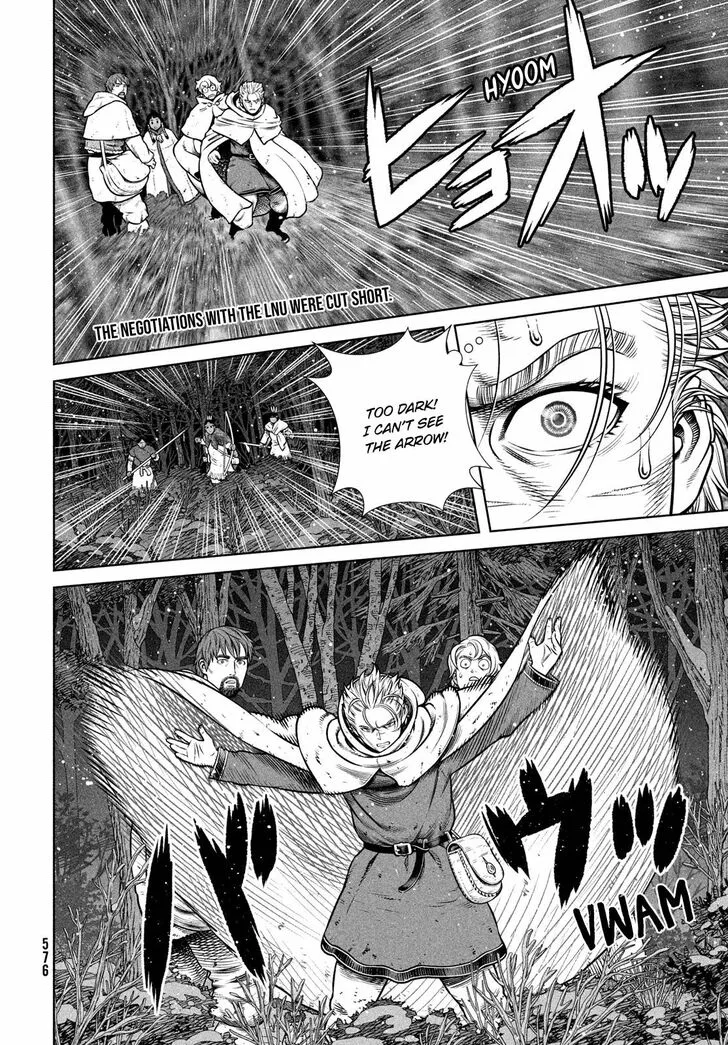 HYOOM
ヒョオッ
THE NEGOTIATIONS WITH THE LNU WERE CUT SHORT.
...
TOO DARK!
I CAN'T SEE
THE ARROW!
バウッ
VWAM
576